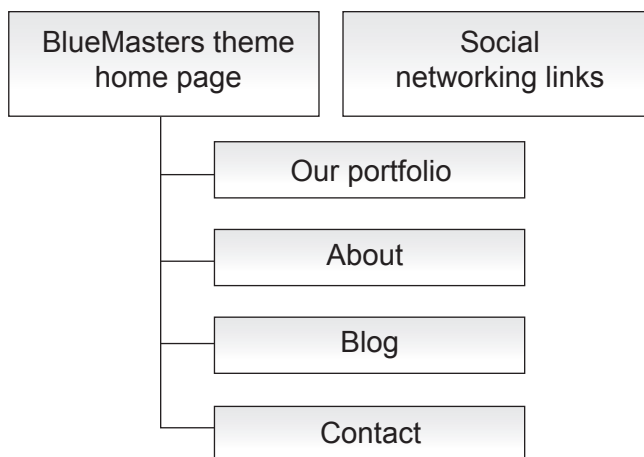 BlueMasters theme
home page
Social
networking links
Our portfolio
About
Blog
Contact